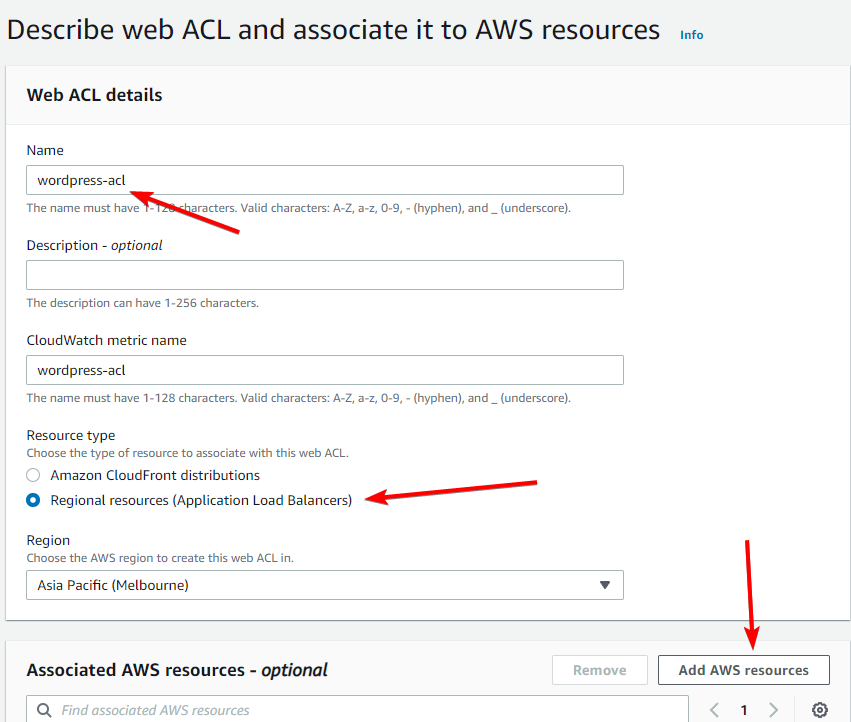 Describe web ACL and associate it to AWS resources Info
Web ACL details
Name
wordpress-acl
The name must have 1-128 characters. Valid characters: A-Z, a-z, 0-9, - (hyphen), and _ (underscore).
Description - optional
The description can have 1-256 characters.
CloudWatch metric name
wordpress-acl
The name must have 1-128 characters. Valid characters: A-Z, a-z, 0-9, - (hyphen), and _ (underscore).
Resource type
Choose the type of resource to associate with this web ACL.
Amazon CloudFront distributions
Regional resources (Application Load Balancers)
Region
Choose the AWS region to create this web ACL in.
Asia Pacific (Melbourne)
Associated AWS resources - optional
Remove
Add AWS resources
Find associated AWS resources
1